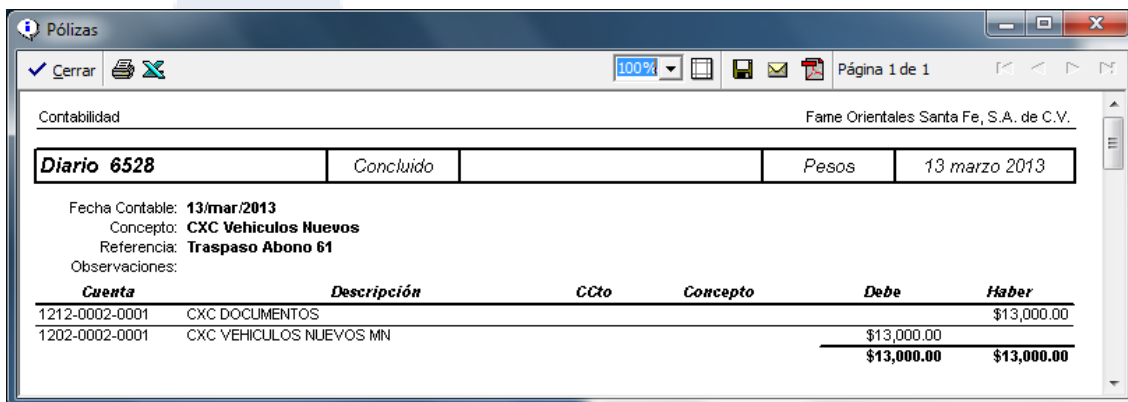 Pólizas
Cerrar 100% Página 1 de 1
Contabilidad Fame Orientales Santa Fe, S.A. de C.V.
Diario 6528 Concluido Pesos 13 marzo 2013
Fecha Contable: 13/mar/2013
Concepto: CXC Vehiculos Nuevos
Referencia: Traspaso Abono 61
Observaciones:
Cuenta Descripción CCto Concepto Debe Haber
1212-0002-0001 CXC DOCUMENTOS $13,000.00
1202-0002-0001 CXC VEHICULOS NUEVOS MN $13,000.00
$13,000.00 $13,000.00